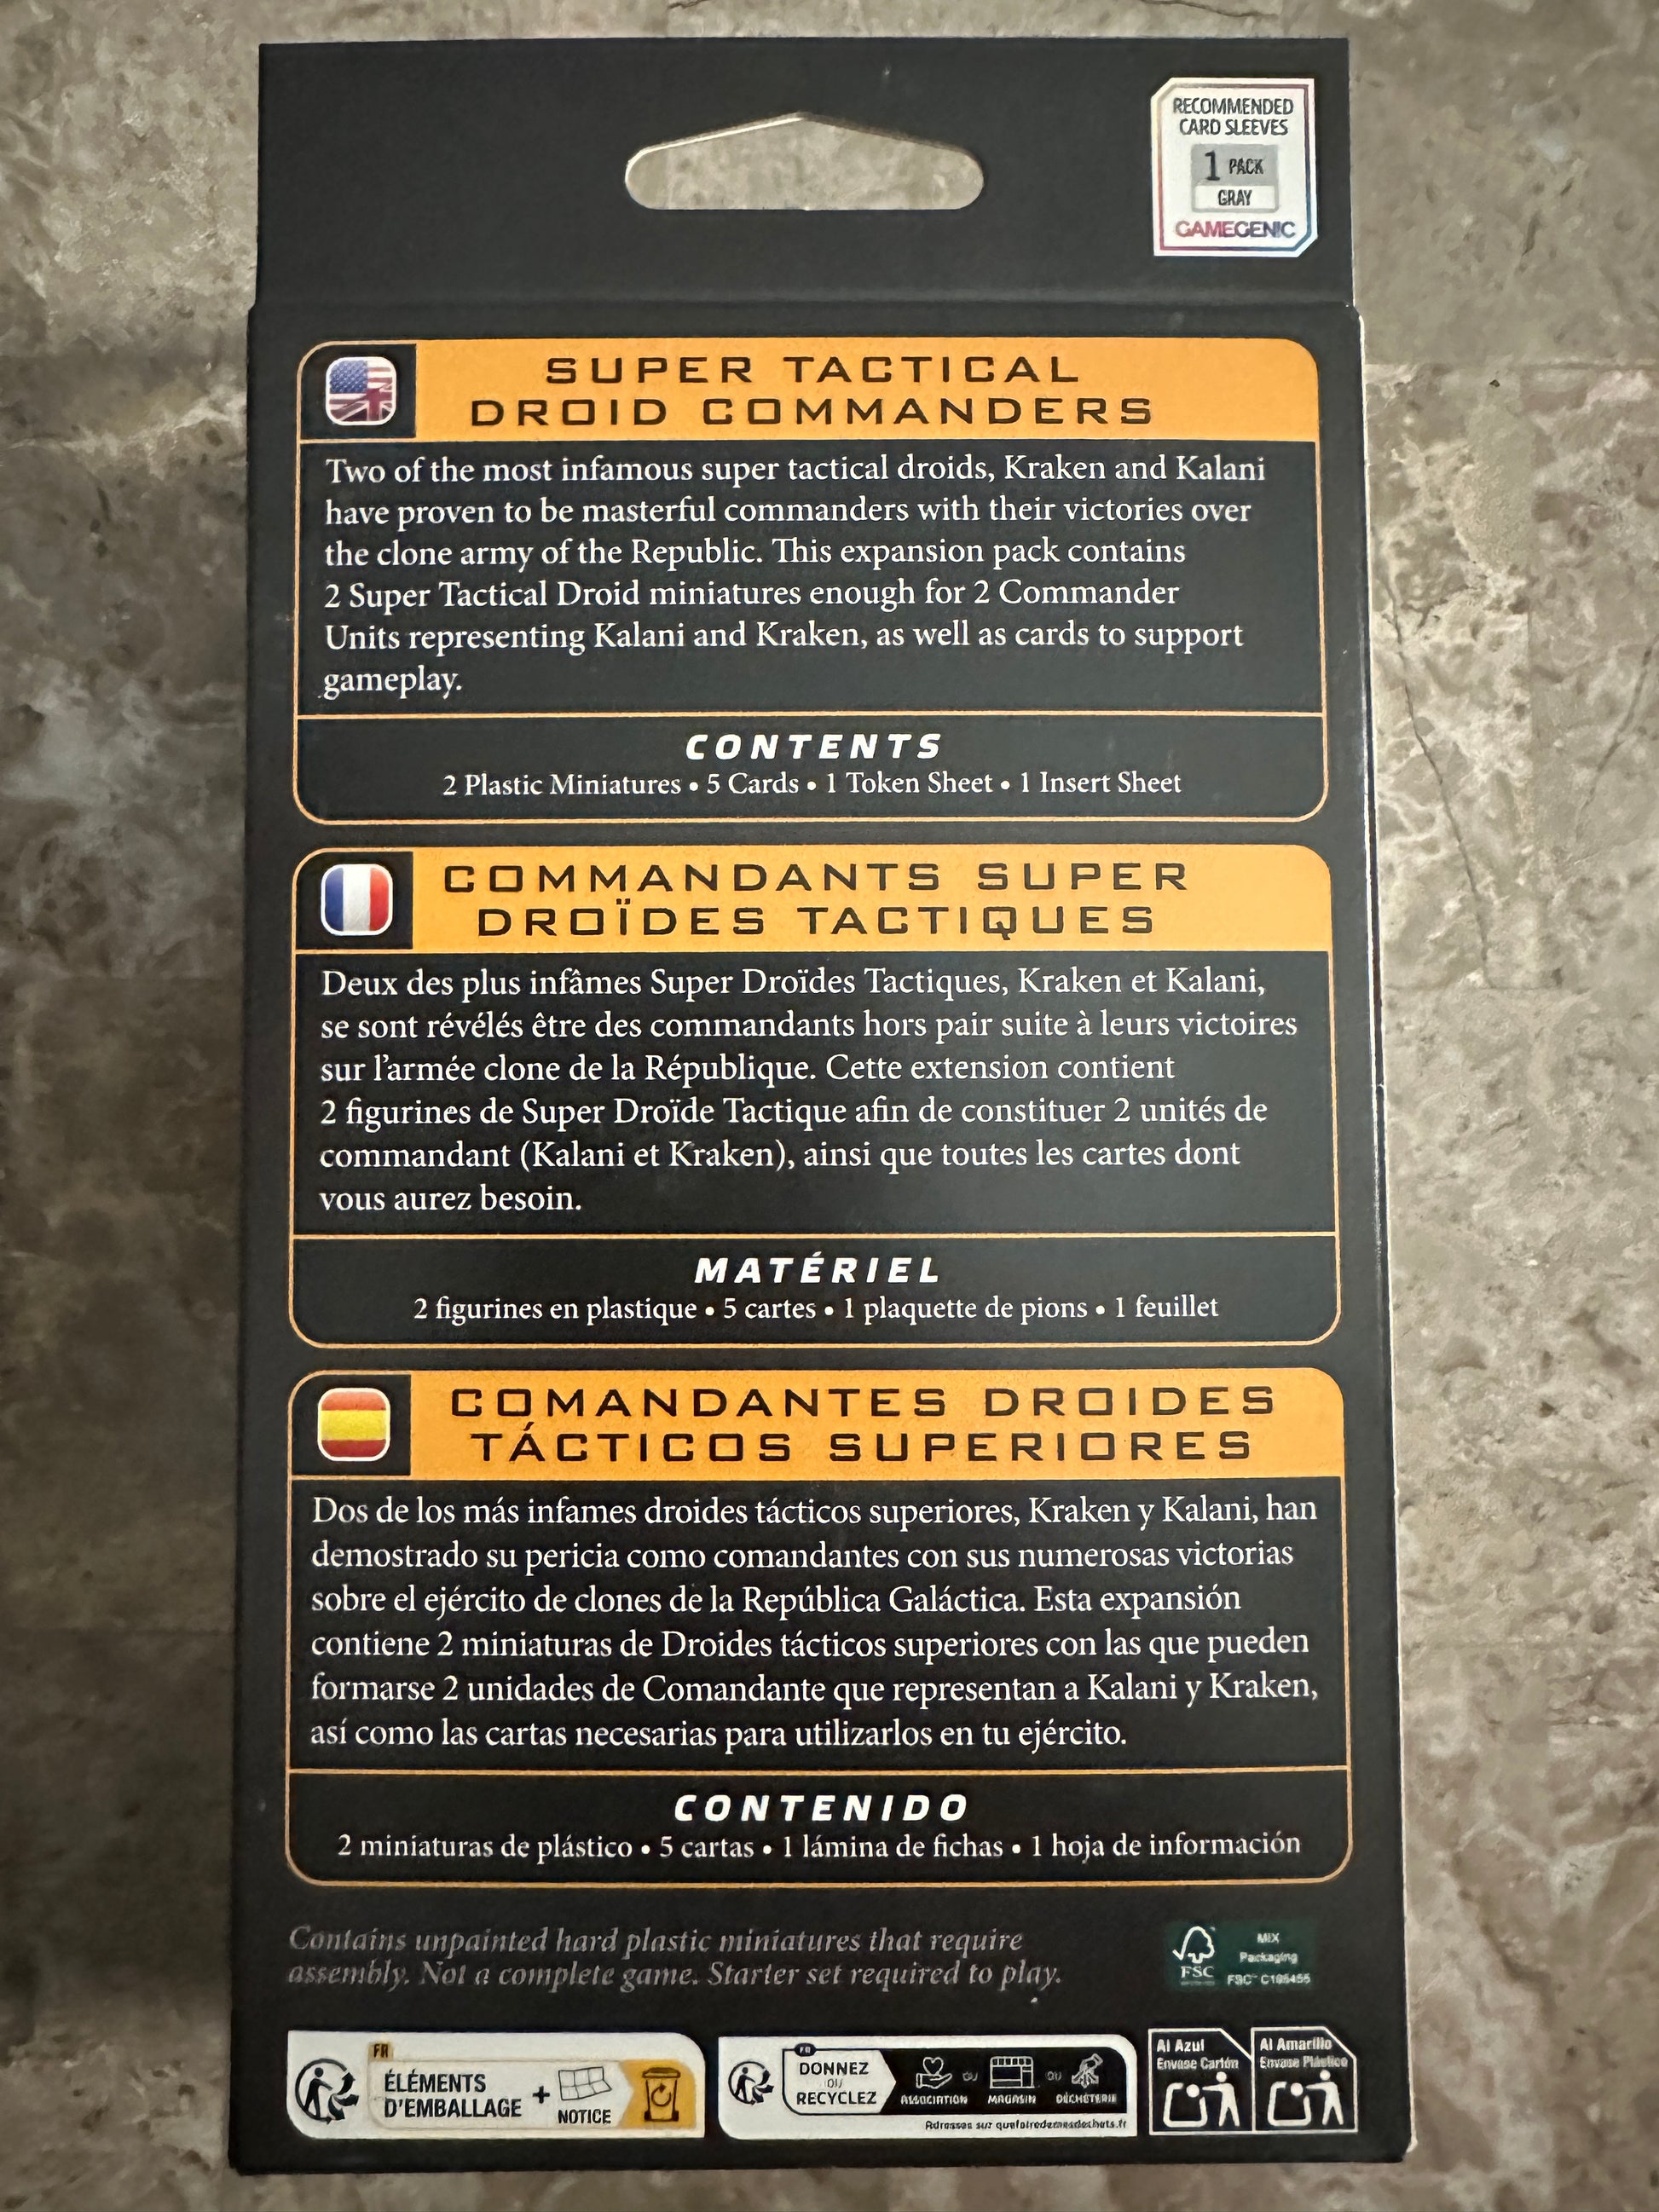 RECOMMENDED
CARD SLEEVES
1 PACK
GRAY
GAMEGENIC
SUPER TACTICAL
DROID COMMANDERS
Two of the most infamous super tactical droids, Kraken and Kalani
have proven to be masterful commanders with their victories over
the clone army of the Republic. This expansion pack contains
2 Super Tactical Droid miniatures enough for 2 Commander
Units representing Kalani and Kraken, as well as cards to support
gameplay.
CONTENTS
2 Plastic Miniatures • 5 Cards • 1 Token Sheet • 1 Insert Sheet
COMMANDANTS SUPER
DROÏDES TACTIQUES
Deux des plus infâmes Super Droïdes Tactiques, Kraken et Kalani,
se sont révélés être des commandants hors pair suite à leurs victoires
sur l'armée clone de la République. Cette extension contient
2 figurines de Super Droïde Tactique afin de constituer 2 unités de
commandant (Kalani et Kraken), ainsi que toutes les cartes dont
vous aurez besoin.
MATÉRIEL
2 figurines en plastique • 5 cartes • 1 plaquette de pions • 1 feuillet
COMANDANTES DROIDES
TÁCTICOS SUPERIORES
Dos de los más infames droides tácticos superiores, Kraken y Kalani, han
demostrado su pericia como comandantes con sus numerosas victorias
sobre el ejército de clones de la República Galáctica. Esta expansión
contiene 2 miniaturas de Droides tácticos superiores con las que pueden
formarse 2 unidades de Comandante que representan a Kalani y Kraken,
así como las cartas necesarias para utilizarlos en tu ejército.
CONTENIDO
2 miniaturas de plástico • 5 cartas • 1 lámina de fichas • 1 hoja de información
Contains unpainted hard plastic miniatures that require
assembly. Not a complete game. Starter set required to play.
FSC
MIX
Packaging
FSC™ C185455
FR
ÉLÉMENTS
D'EMBALLAGE
+
NOTICE
FR
DONNEZ
OU
RECYCLEZ
ASSOCIATION
OU
MAGASIN
OU
DÉCHÈTERIE
Adresses sur quefairedemesdechets.fr
Al Azul
Envase Cartón
Al Amarillo
Envase Plástico